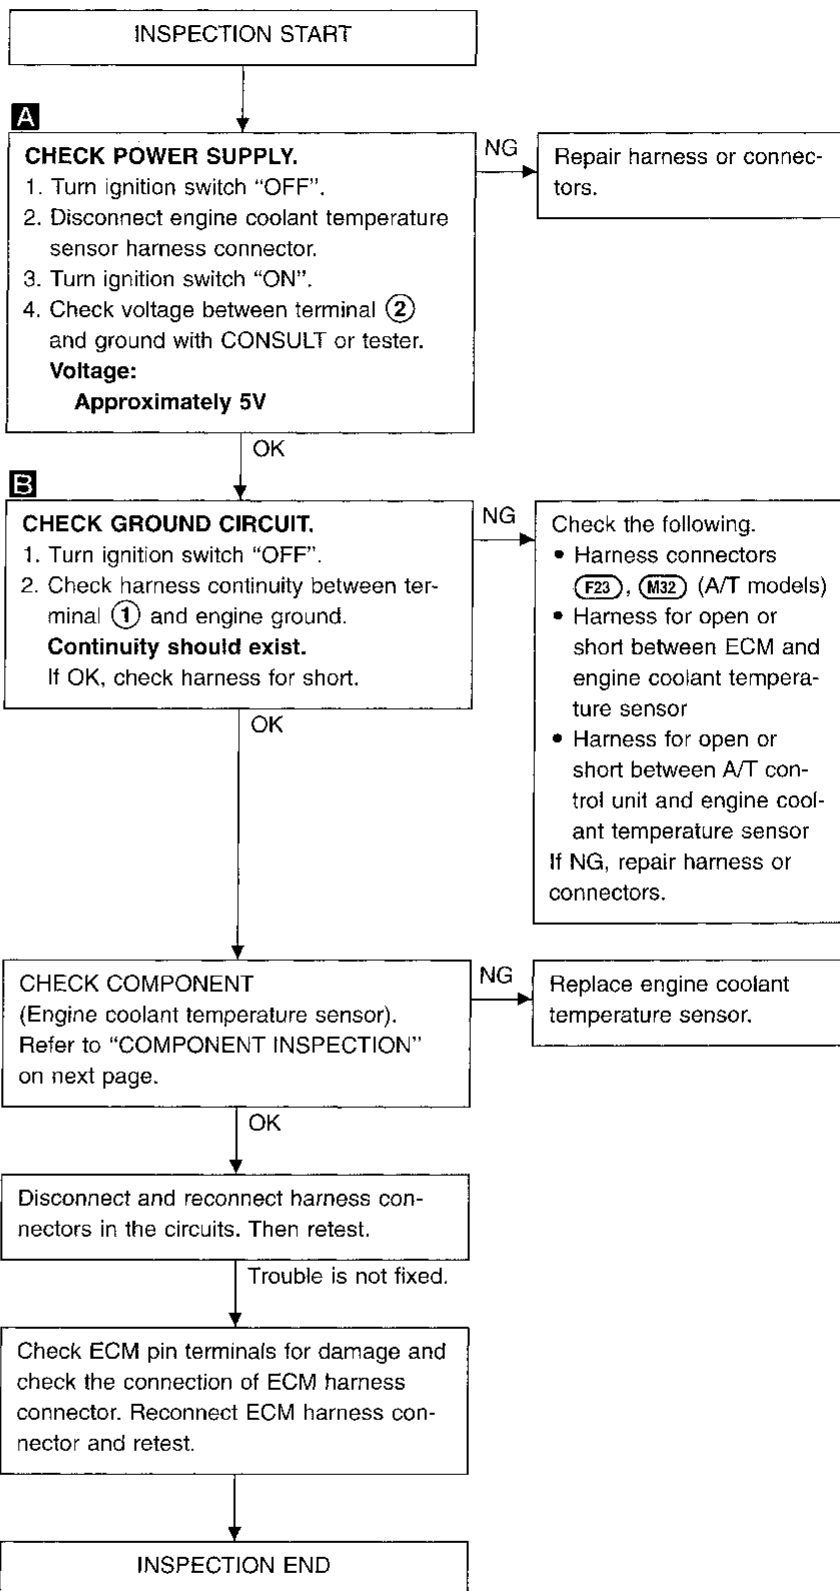 INSPECTION START
A
CHECK POWER SUPPLY.
1. Turn ignition switch “OFF”.
2. Disconnect engine coolant temperature
sensor harness connector.
3. Turn ignition switch “ON”.
4. Check voltage between terminal ②
and ground with CONSULT or tester.
Voltage:
Approximately 5V
NG
Repair harness or connec-
tors.
OK
B
CHECK GROUND CIRCUIT.
1. Turn ignition switch “OFF”.
2. Check harness continuity between ter-
minal ① and engine ground.
Continuity should exist.
If OK, check harness for short.
NG
Check the following.
• Harness connectors
F23, M32 (A/T models)
• Harness for open or
short between ECM and
engine coolant tempera-
ture sensor
• Harness for open or
short between A/T con-
trol unit and engine cool-
ant temperature sensor
If NG, repair harness or
connectors.
OK
CHECK COMPONENT
(Engine coolant temperature sensor).
Refer to “COMPONENT INSPECTION”
on next page.
NG
Replace engine coolant
temperature sensor.
OK
Disconnect and reconnect harness con-
nectors in the circuits. Then retest.
Trouble is not fixed.
Check ECM pin terminals for damage and
check the connection of ECM harness
connector. Reconnect ECM harness con-
nector and retest.
INSPECTION END